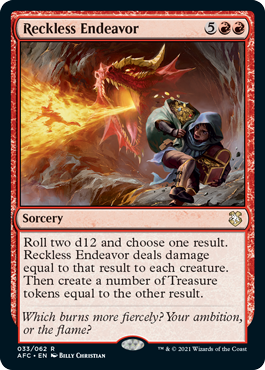 Reckless Endeavor 5
Sorcery
Roll two d12 and choose one result.
Reckless Endeavor deals damage
equal to that result to each creature.
Then create a number of Treasure
tokens equal to the other result.
Which burns more fiercely? Your ambition,
or the flame?
033/062 R
AFC • EN Billy Christian ™ & © 2021 Wizards of the Coast